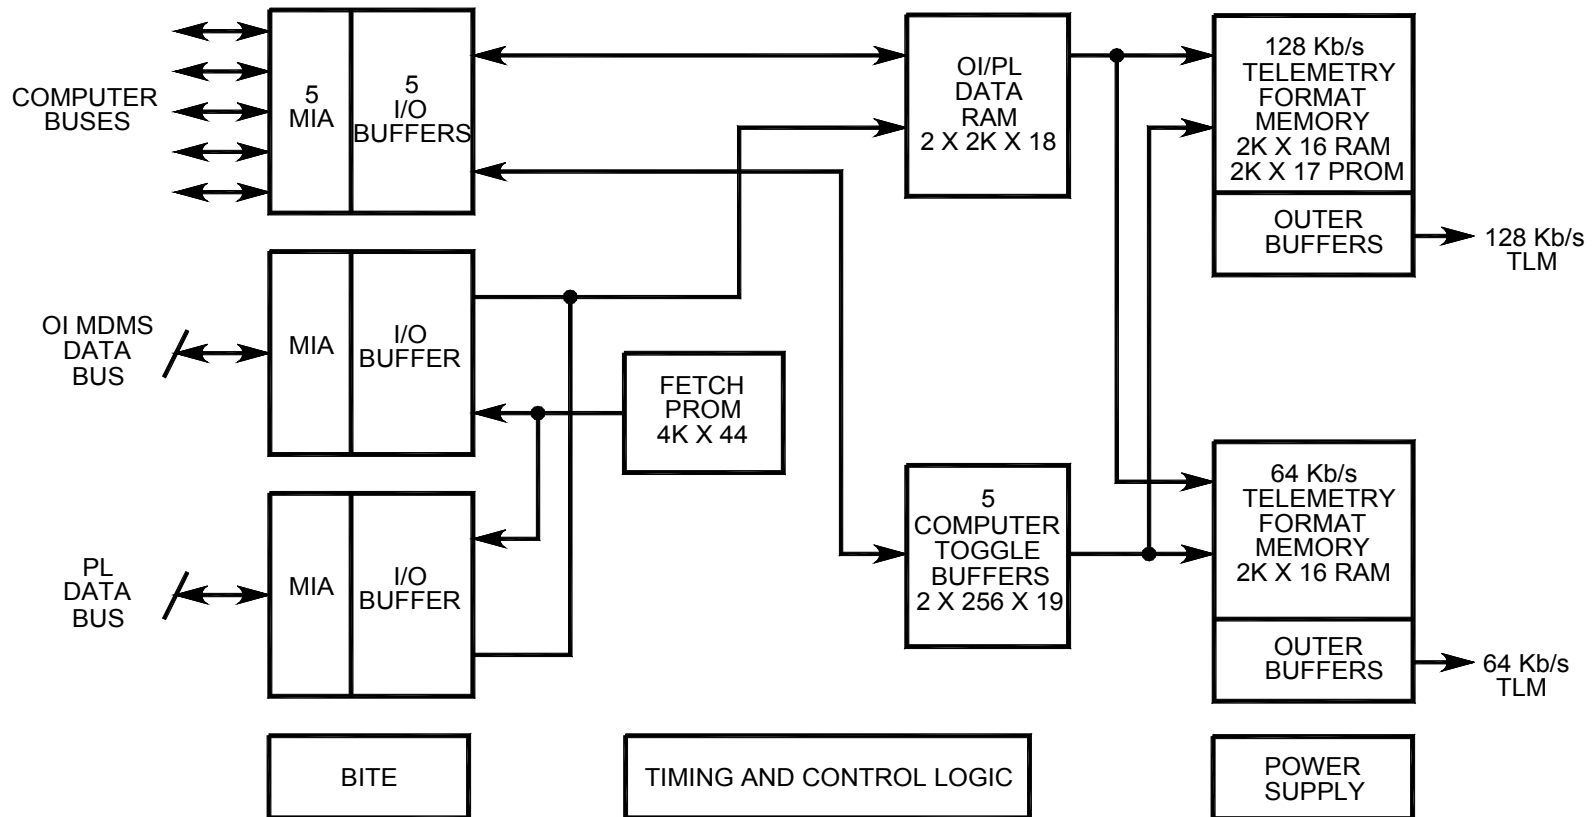 COMPUTER
BUSES
5
MIA
5
I/O
BUFFERS
OI/PL
DATA
RAM
2 X 2K X 18
128 Kb/s
TELEMETRY
FORMAT
MEMORY
2K X 16 RAM
2K X 17 PROM
OUTER
BUFFERS
128 Kb/s
TLM
OI MDMS
DATA
BUS
MIA
I/O
BUFFER
FETCH
PROM
4K X 44
PL
DATA
BUS
MIA
I/O
BUFFER
5
COMPUTER
TOGGLE
BUFFERS
2 X 256 X 19
64 Kb/s
TELEMETRY
FORMAT
MEMORY
2K X 16 RAM
OUTER
BUFFERS
64 Kb/s
TLM
BITE
TIMING AND CONTROL LOGIC
POWER
SUPPLY